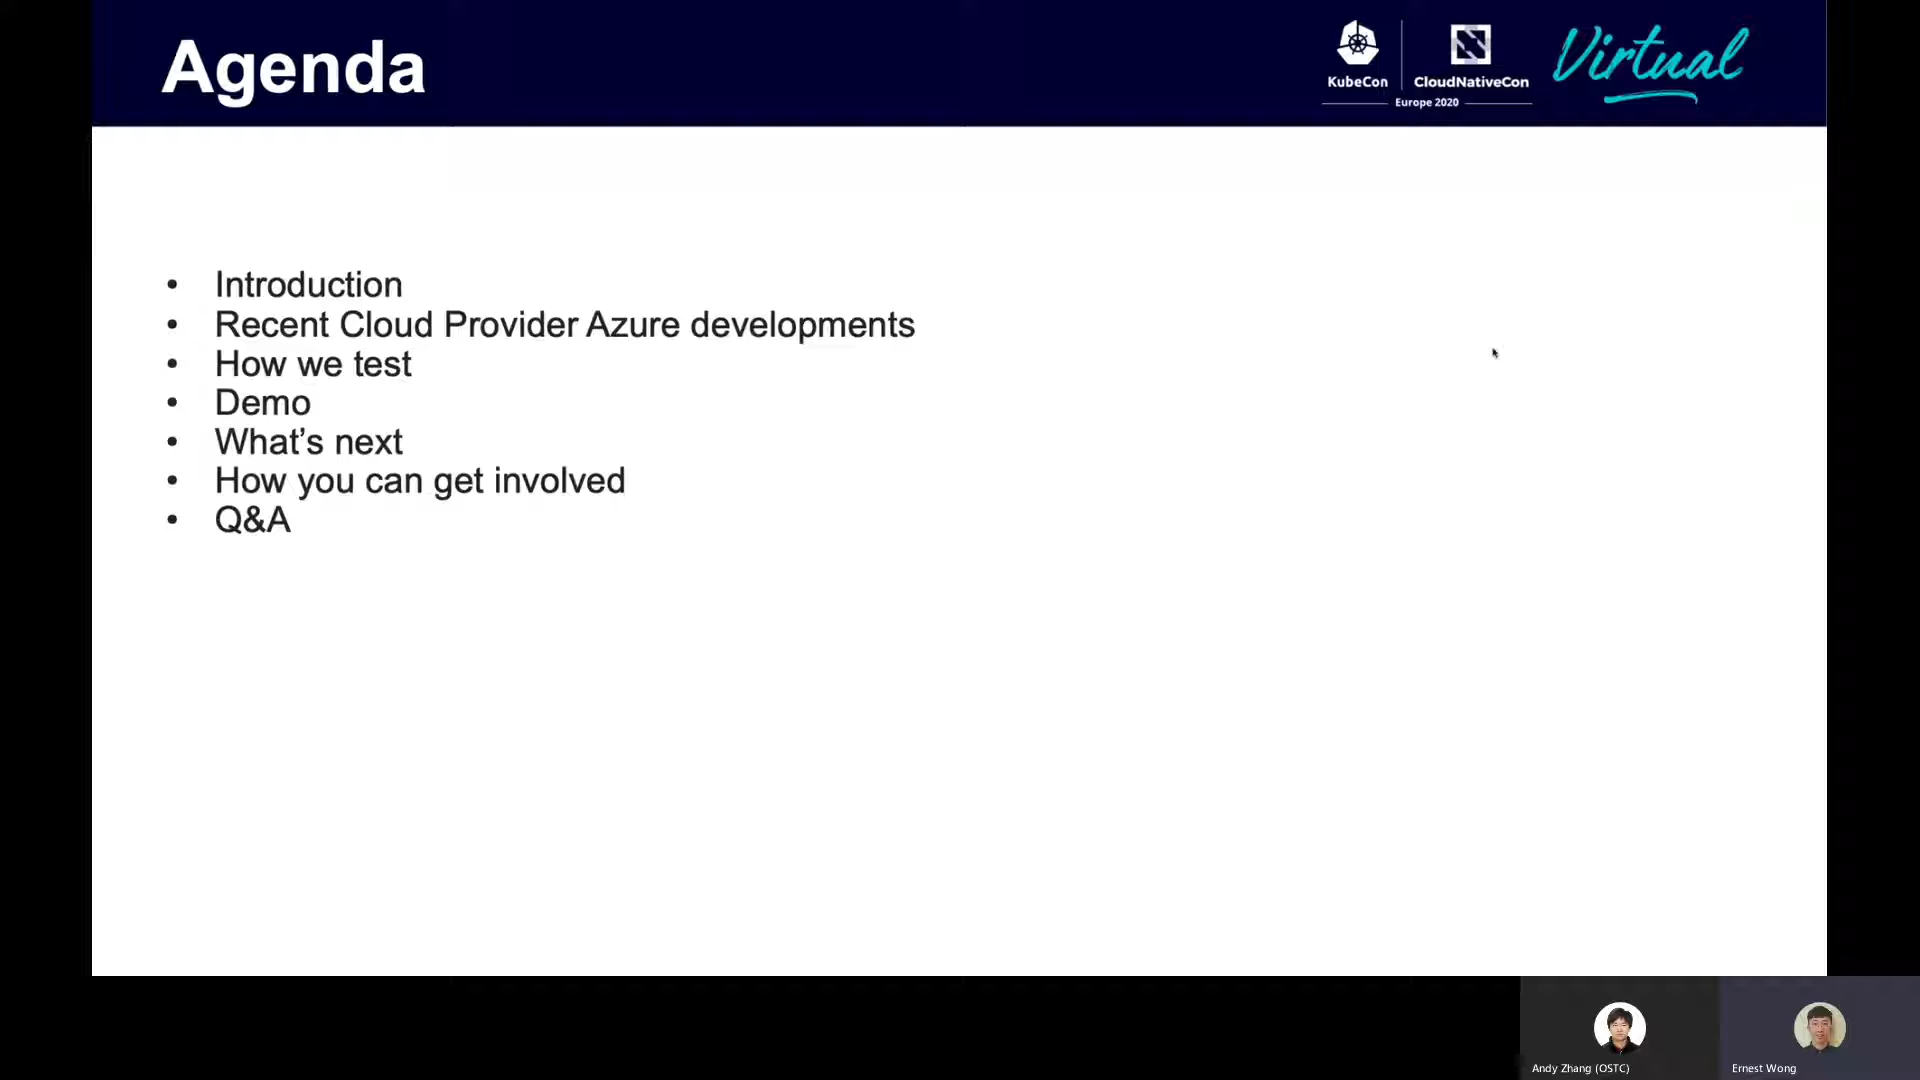 Agenda
KubeCon
CloudNativeCon
Europe 2020
Virtual
• Introduction
• Recent Cloud Provider Azure developments
• How we test
• Demo
• What’s next
• How you can get involved
• Q&A
Andy Zhang (OSTC)
Ernest Wong